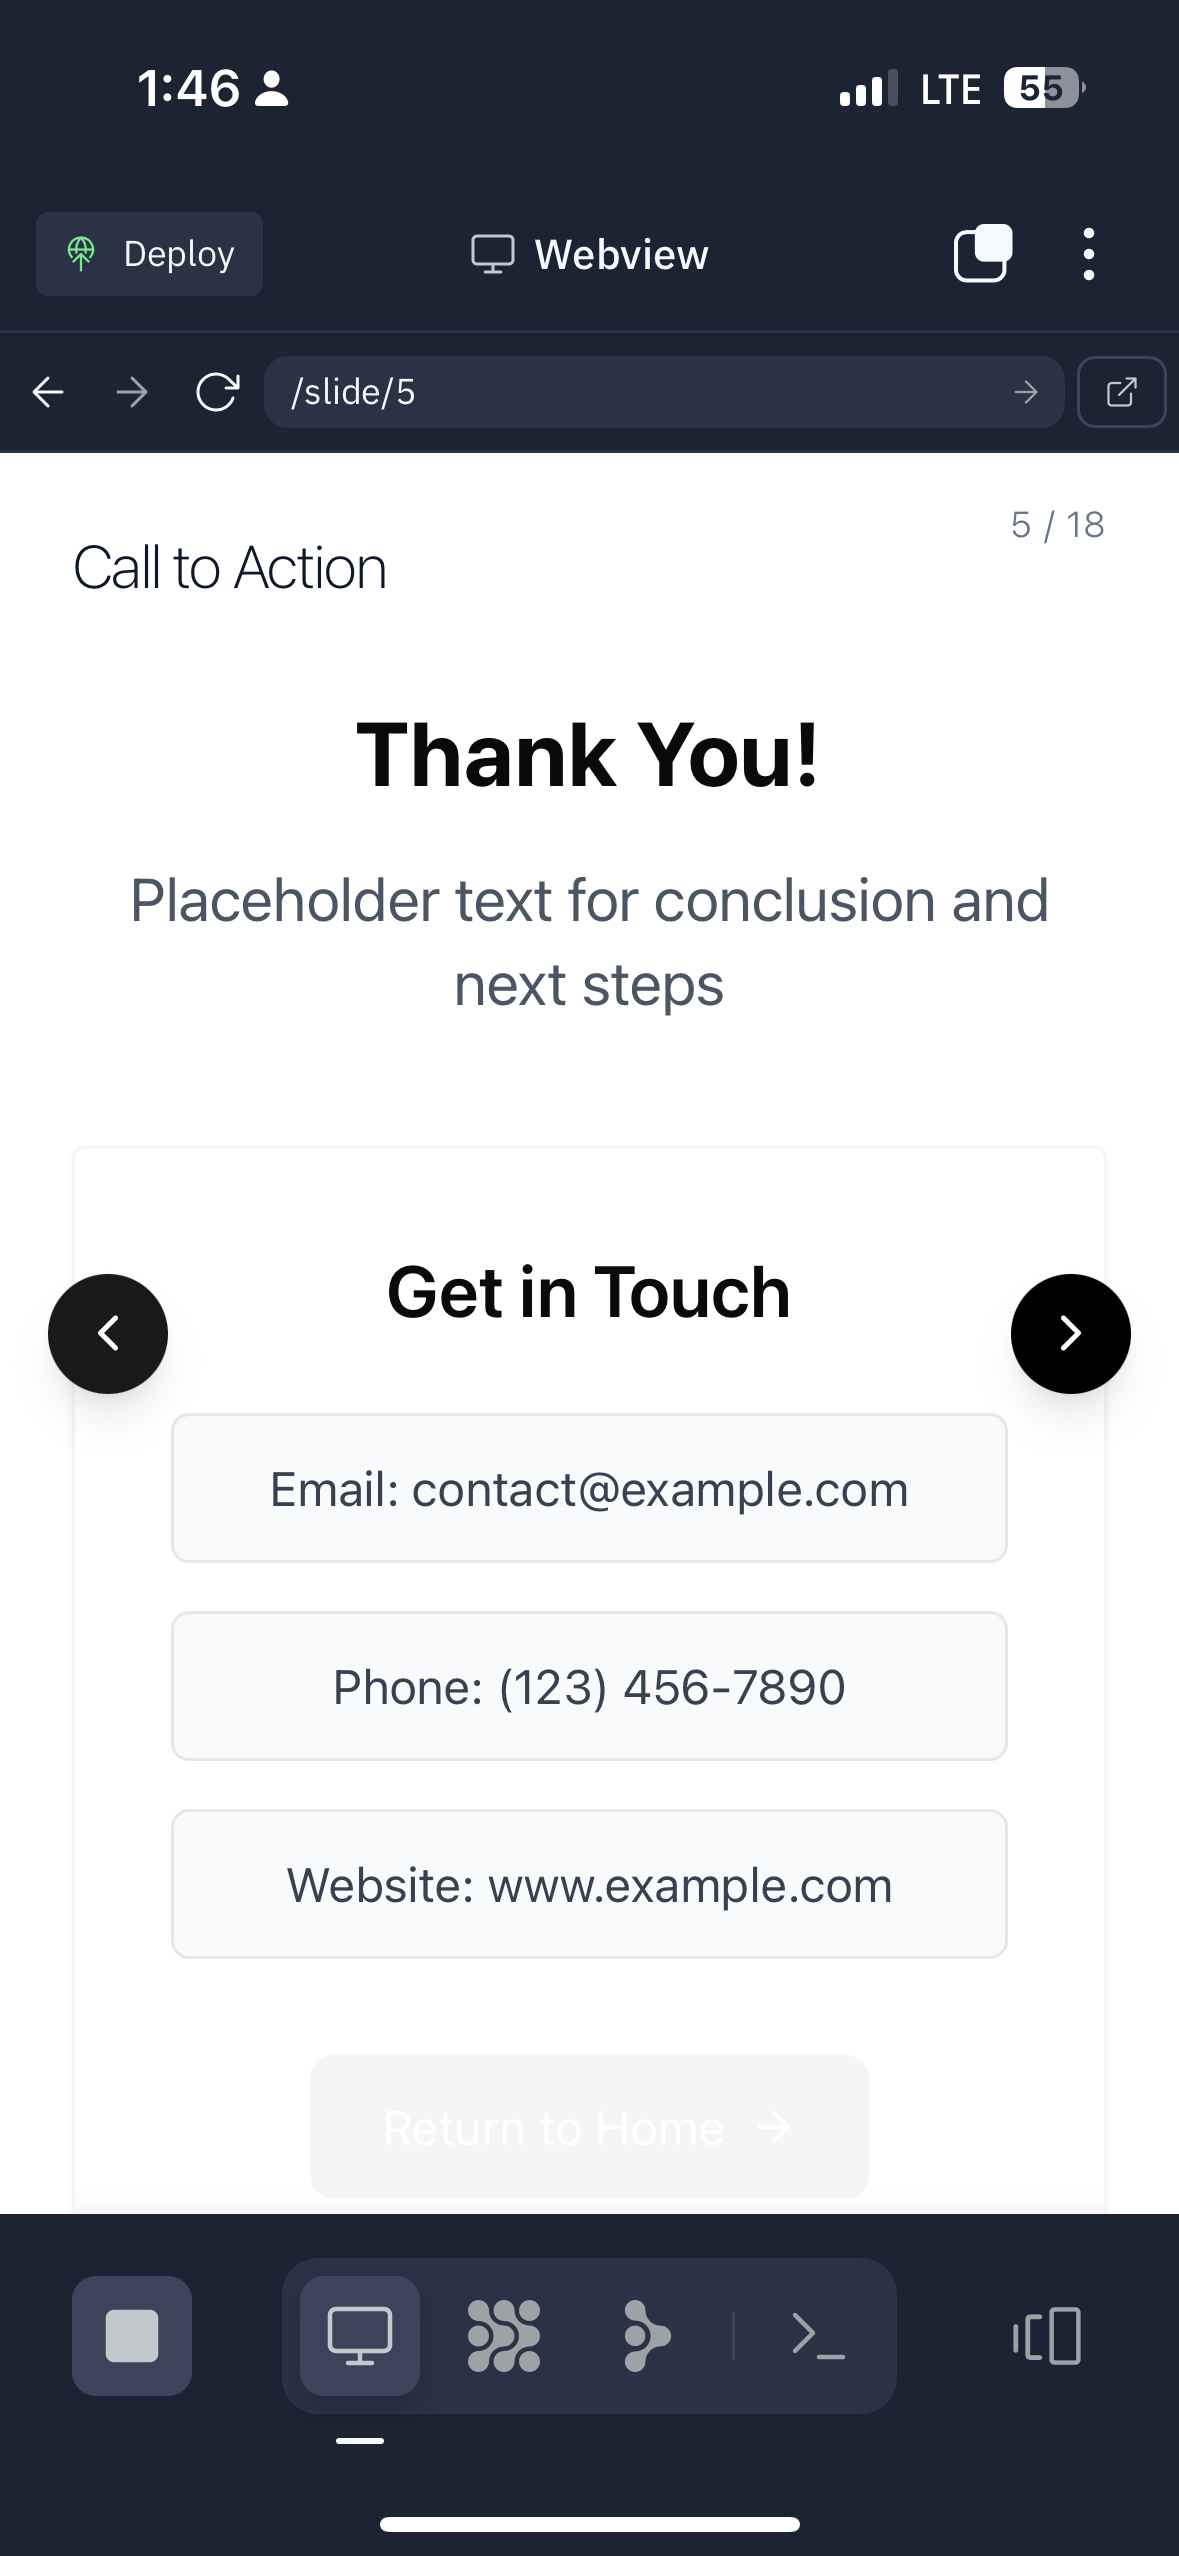 1:46
LTE
55
Deploy
Webview
/slide/5
5 / 18
Call to Action
Thank You!
Placeholder text for conclusion and
next steps
Get in Touch
Email: contact@example.com
Phone: (123) 456-7890
Website: www.example.com
Return to Home